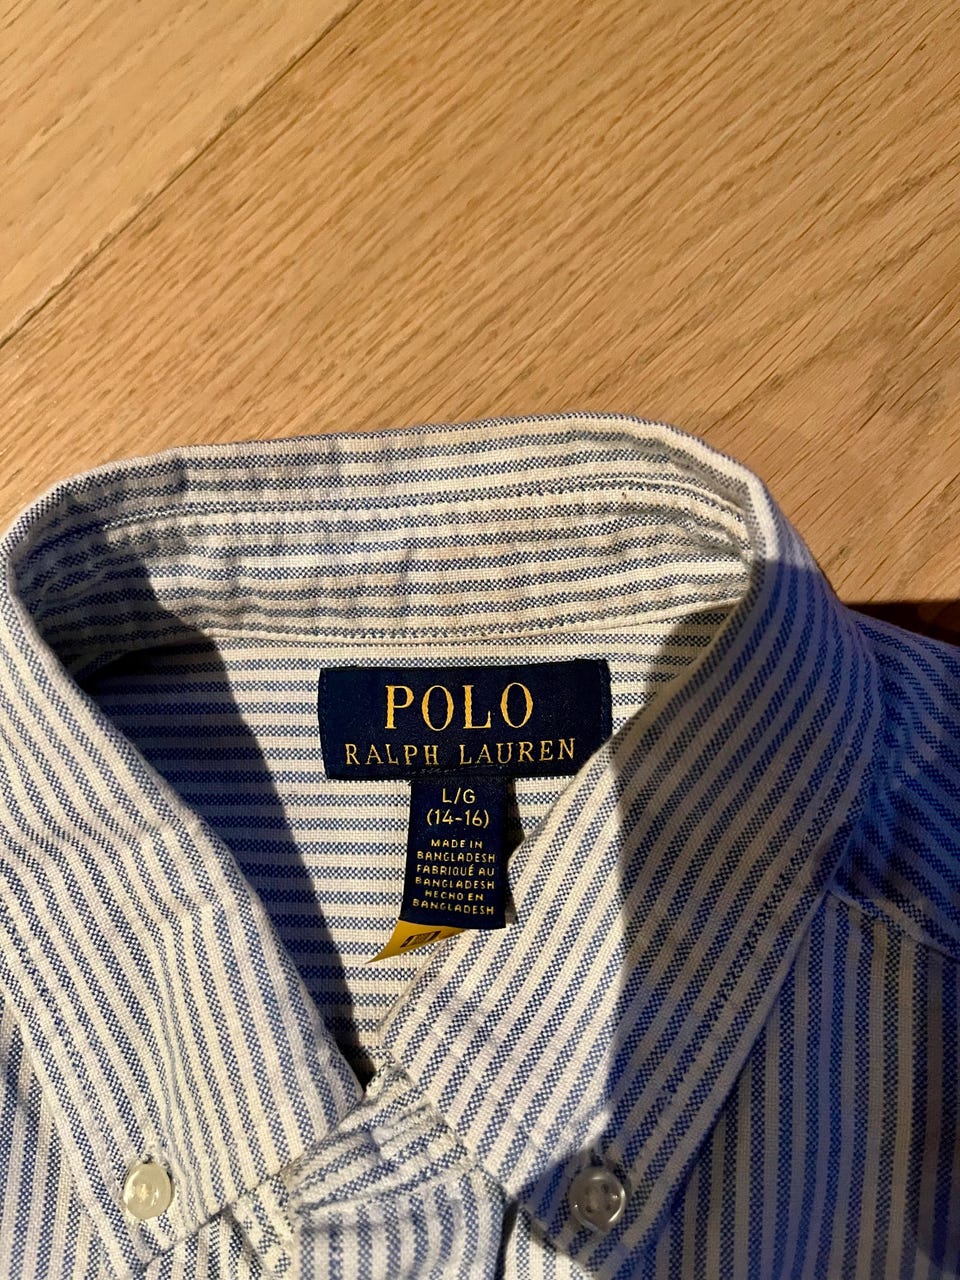 POLO
RALPH LAUREN
L/G
(14-16)
MADE IN
BANGLADESH
FABRIQUÉ AU
BANGLADESH
HECHO EN
BANGLADESH